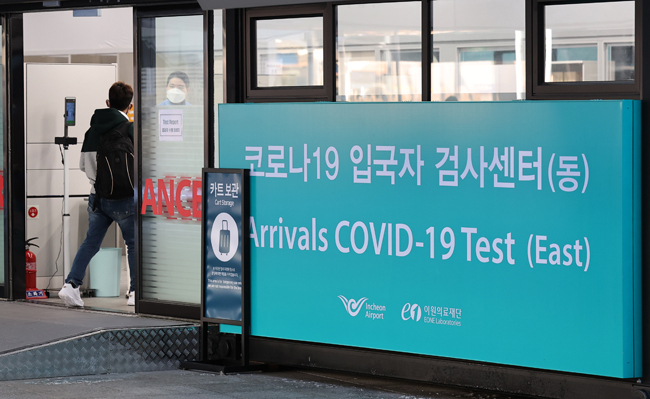 코로나19 입국자 검사센터(동)
Arrivals COVID-19 Test (East)
Incheon
Airport
이원의료재단
EONE Laboratories
카트 보관
Cart Storage